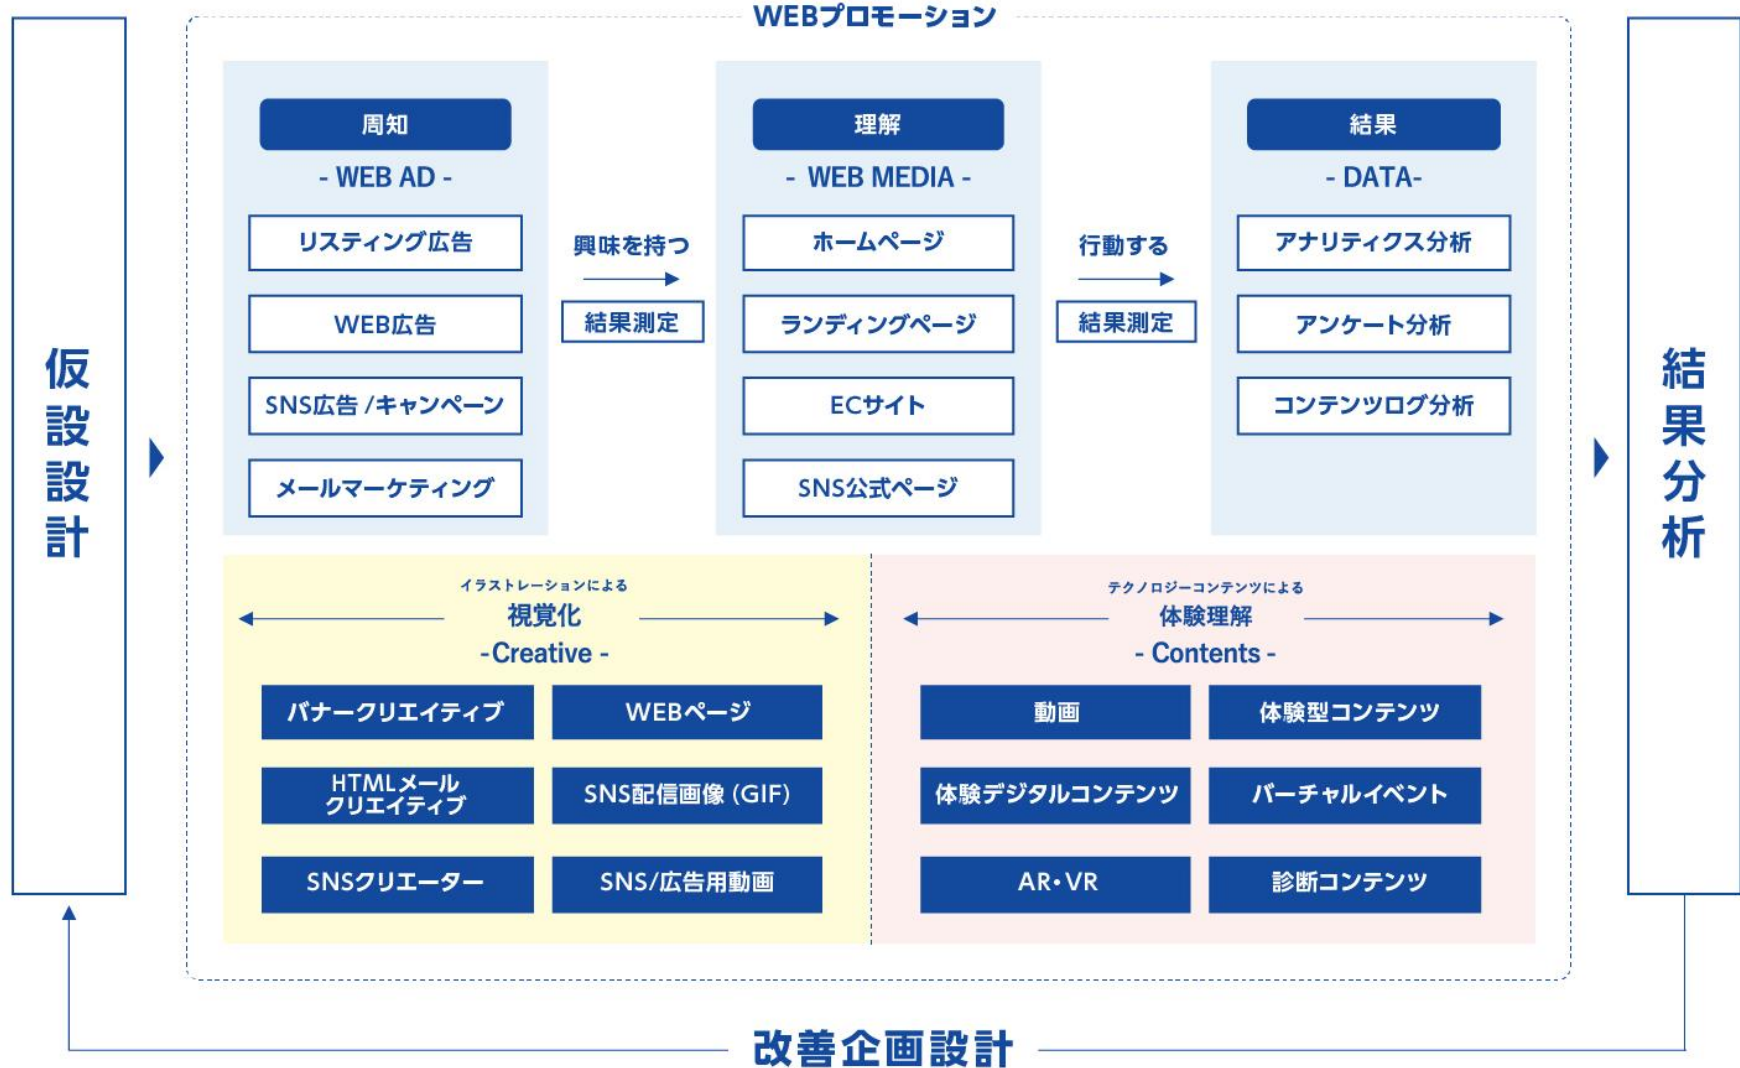 WEBプロモーション
仮設設計
周知
- WEB AD -
リスティング広告
WEB広告
SNS広告 /キャンペーン
メールマーケティング
興味を持つ
結果測定
理解
- WEB MEDIA -
ホームページ
ランディングページ
ECサイト
SNS公式ページ
行動する
結果測定
結果
- DATA-
アナリティクス分析
アンケート分析
コンテンツログ分析
イラストレーションによる
視覚化
-Creative -
バナークリエイティブ
WEBページ
HTMLメール
クリエイティブ
SNS配信画像 (GIF)
SNSクリエーター
SNS/広告用動画
テクノロジーコンテンツによる
体験理解
- Contents -
動画
体験型コンテンツ
体験デジタルコンテンツ
バーチャルイベント
AR・VR
診断コンテンツ
結果分析
改善企画設計